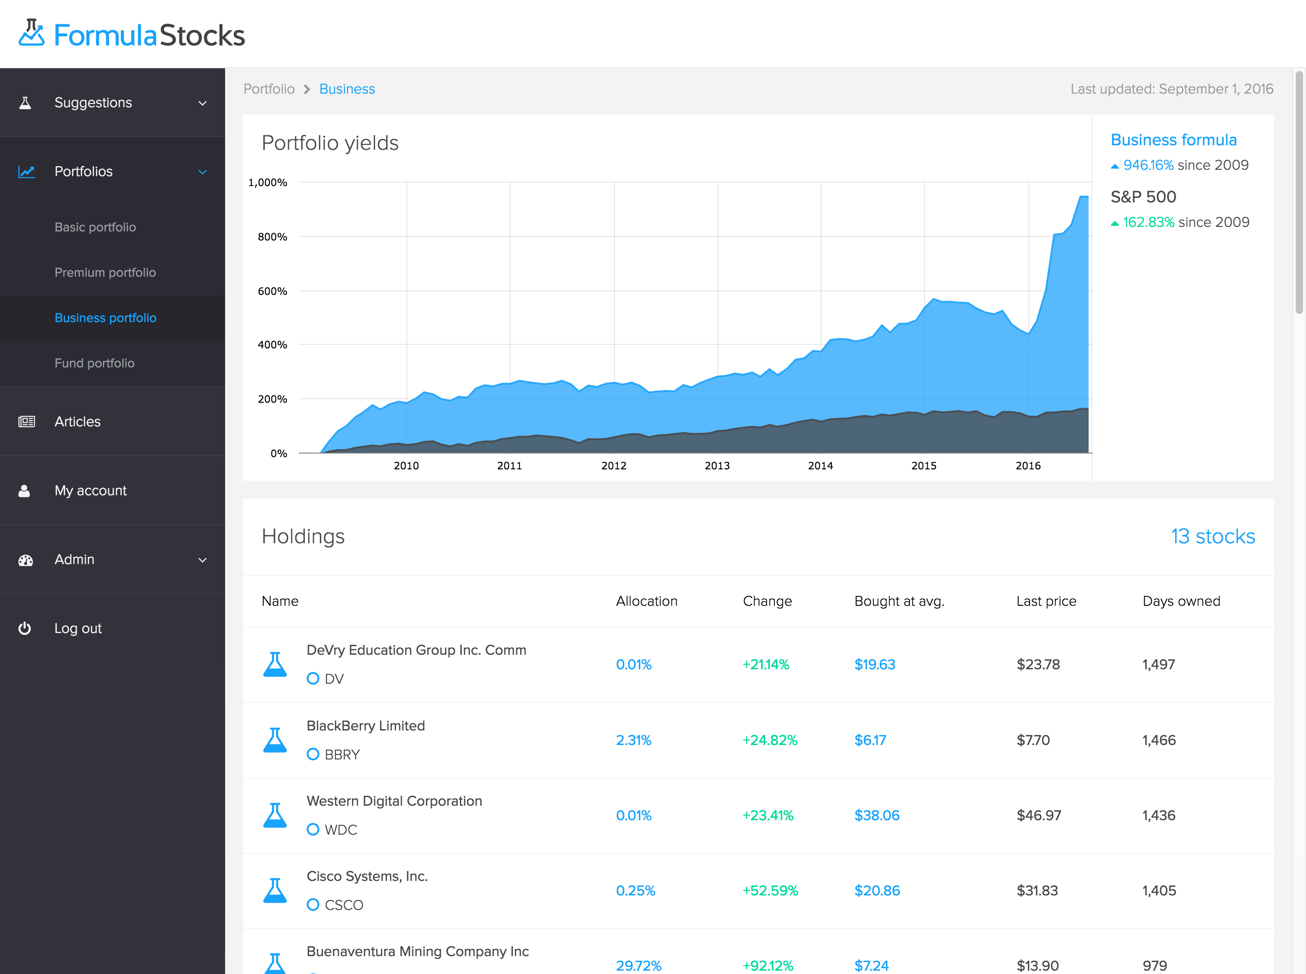 FormulaStocks
Suggestions
Portfolios
Basic portfolio
Premium portfolio
Business portfolio
Fund portfolio
Articles
My account
Admin
Log out
Portfolio Business
Last updated: September 1, 2016
Portfolio yields
1,000%
800%
600%
400%
200%
0%
2010 2011 2012 2013 2014 2015 2016
Business formula
946.16% since 2009
S&P 500
162.83% since 2009
Holdings
13 stocks
Name Allocation Change Bought at avg. Last price Days owned
DeVry Education Group Inc. Comm
DV
0.01% +21.14% $19.63 $23.78 1,497
BlackBerry Limited
BBRY
2.31% +24.82% $6.17 $7.70 1,466
Western Digital Corporation
WDC
0.01% +23.41% $38.06 $46.97 1,436
Cisco Systems, Inc.
CSCO
0.25% +52.59% $20.86 $31.83 1,405
Buenaventura Mining Company Inc
29.72% +92.12% $7.24 $13.90 979